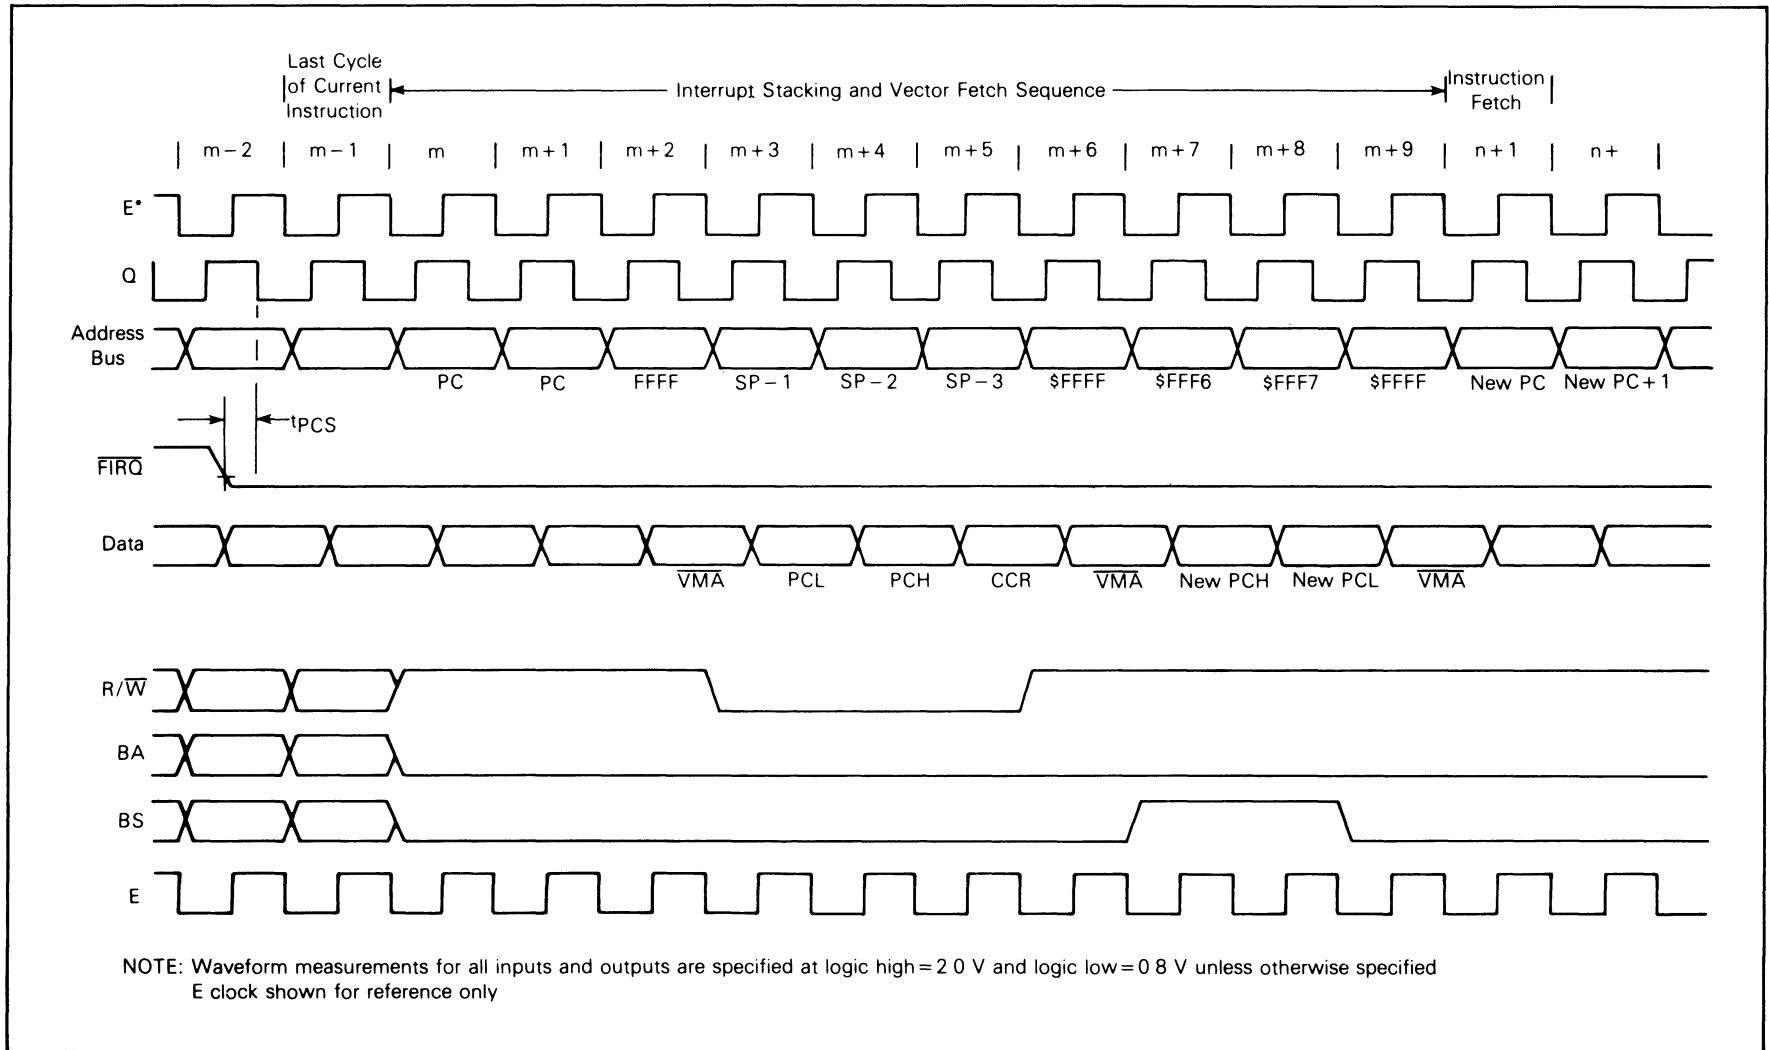 Last Cycle
of Current
Instruction
Interrupt Stacking and Vector Fetch Sequence
Instruction
Fetch
m-2 m-1 m m+1 m+2 m+3 m+4 m+5 m+6 m+7 m+8 m+9 n+1 n+
E*
Q
Address
Bus
PC PC FFFF SP-1 SP-2 SP-3 $FFFF $FFF6 $FFF7 $FFFF New PC New PC+1
tPCS
FIRQ
Data
VMA PCL PCH CCR VMA New PCH New PCL VMA
R/W
BA
BS
E
NOTE: Waveform measurements for all inputs and outputs are specified at logic high=2 0 V and logic low=0 8 V unless otherwise specified
E clock shown for reference only